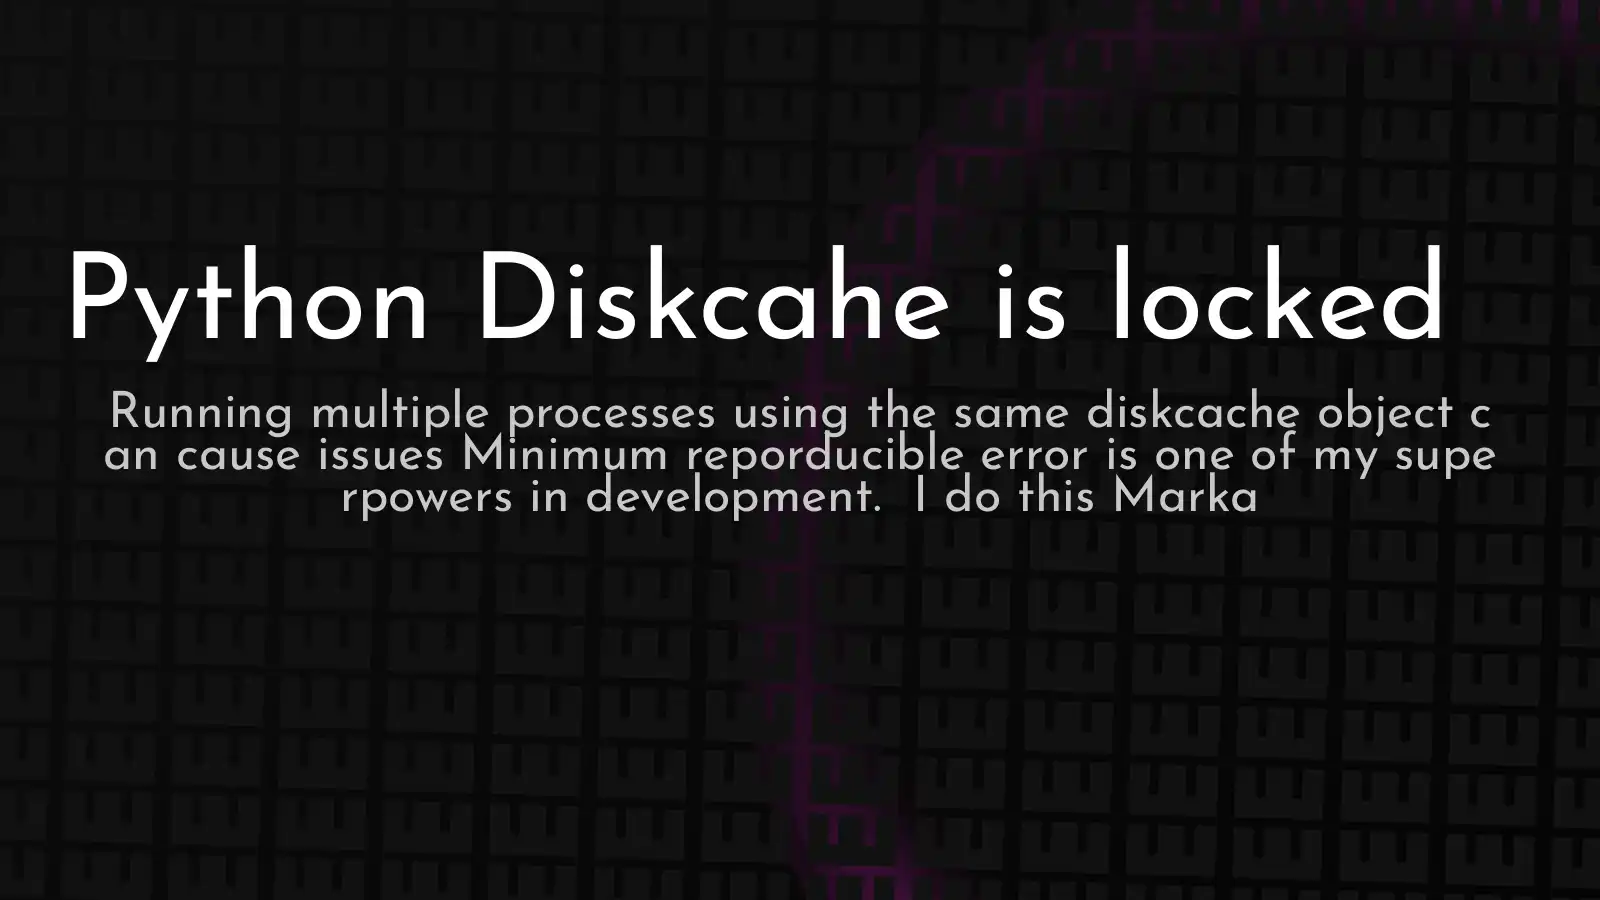 Python Diskcahe is locked
Running multiple processes using the same diskcache object c
an cause issues Minimum reporducible error is one of my supe
rpowers in development.  I do this Marka